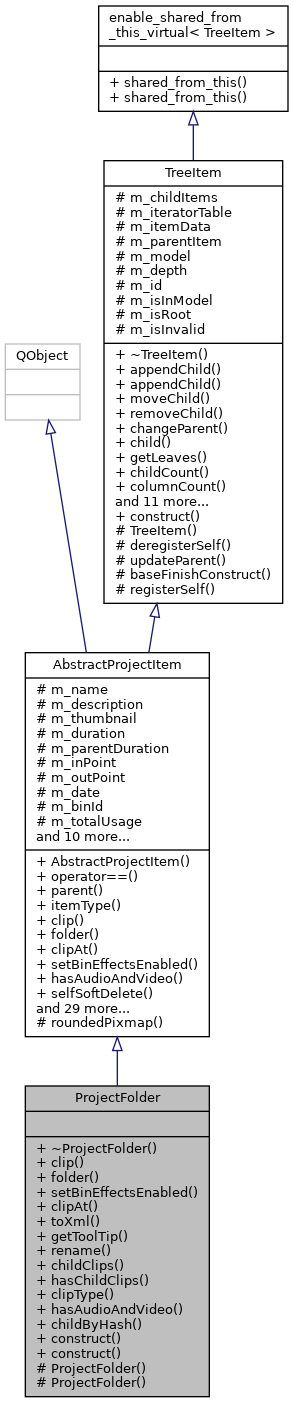 enable_shared_from
_this_virtual< TreeItem >
+ shared_from_this()
+ shared_from_this()
TreeItem
# m_childItems
# m_iteratorTable
# m_itemData
# m_parentItem
# m_model
# m_depth
# m_id
# m_isInModel
# m_isRoot
# m_isInvalid
+ ~TreeItem()
+ appendChild()
+ appendChild()
+ moveChild()
+ removeChild()
+ changeParent()
+ child()
+ getLeaves()
+ childCount()
+ columnCount()
and 11 more...
+ construct()
# TreeItem()
# deregisterSelf()
# updateParent()
# baseFinishConstruct()
# registerSelf()
QObject
AbstractProjectItem
# m_name
# m_description
# m_thumbnail
# m_duration
# m_parentDuration
# m_inPoint
# m_outPoint
# m_date
# m_binId
# m_totalUsage
and 10 more...
+ AbstractProjectItem()
+ operator==()
+ parent()
+ itemType()
+ clip()
+ folder()
+ clipAt()
+ setBinEffectsEnabled()
+ hasAudioAndVideo()
+ selfSoftDelete()
and 29 more...
# roundedPixmap()
ProjectFolder
+ ~ProjectFolder()
+ clip()
+ folder()
+ setBinEffectsEnabled()
+ clipAt()
+ toXml()
+ getToolTip()
+ rename()
+ childClips()
+ hasChildClips()
+ clipType()
+ hasAudioAndVideo()
+ childByHash()
+ construct()
+ construct()
# ProjectFolder()
# ProjectFolder()